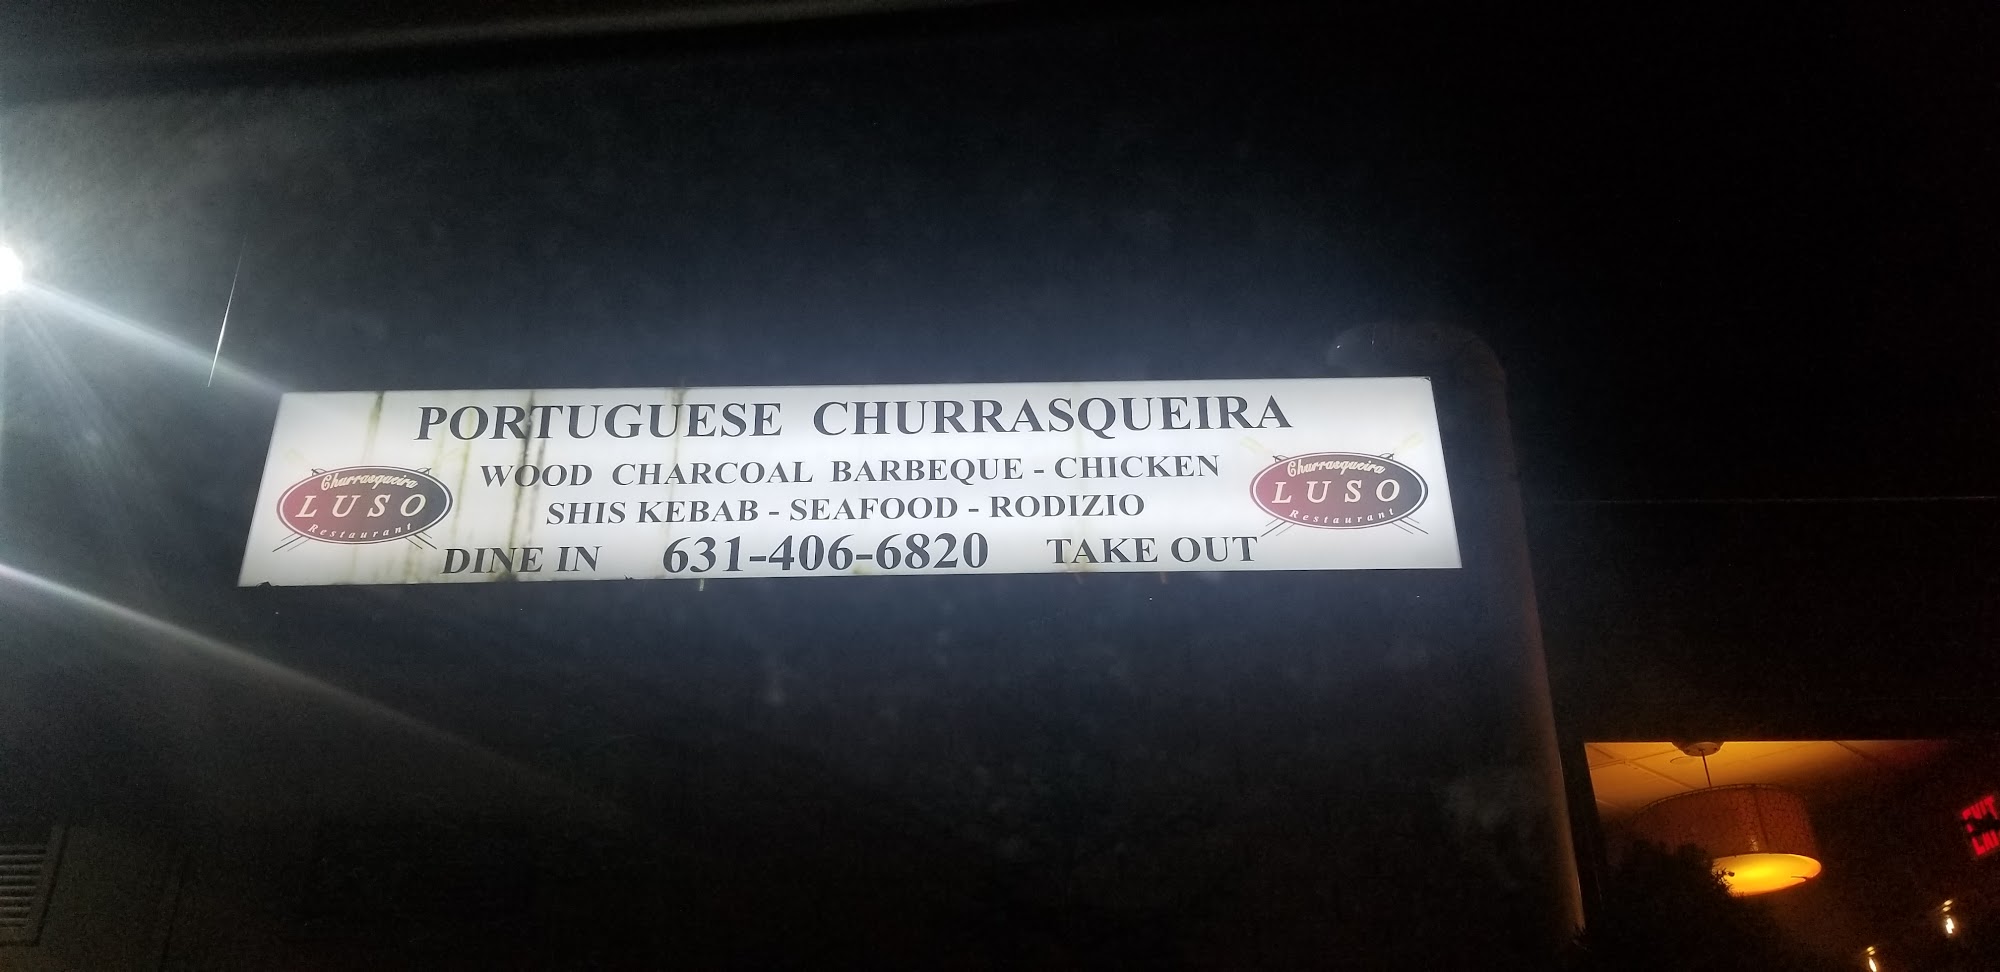 PORTUGUESE CHURRASQUEIRA
WOOD CHARCOAL BARBEQUE - CHICKEN
SHIS KEBAB - SEAFOOD - RODIZIO
DINE IN 631-406-6820 TAKE OUT
Churrasqueira
LUSO
Restaurant
Churrasqueira
LUSO
Restaurant